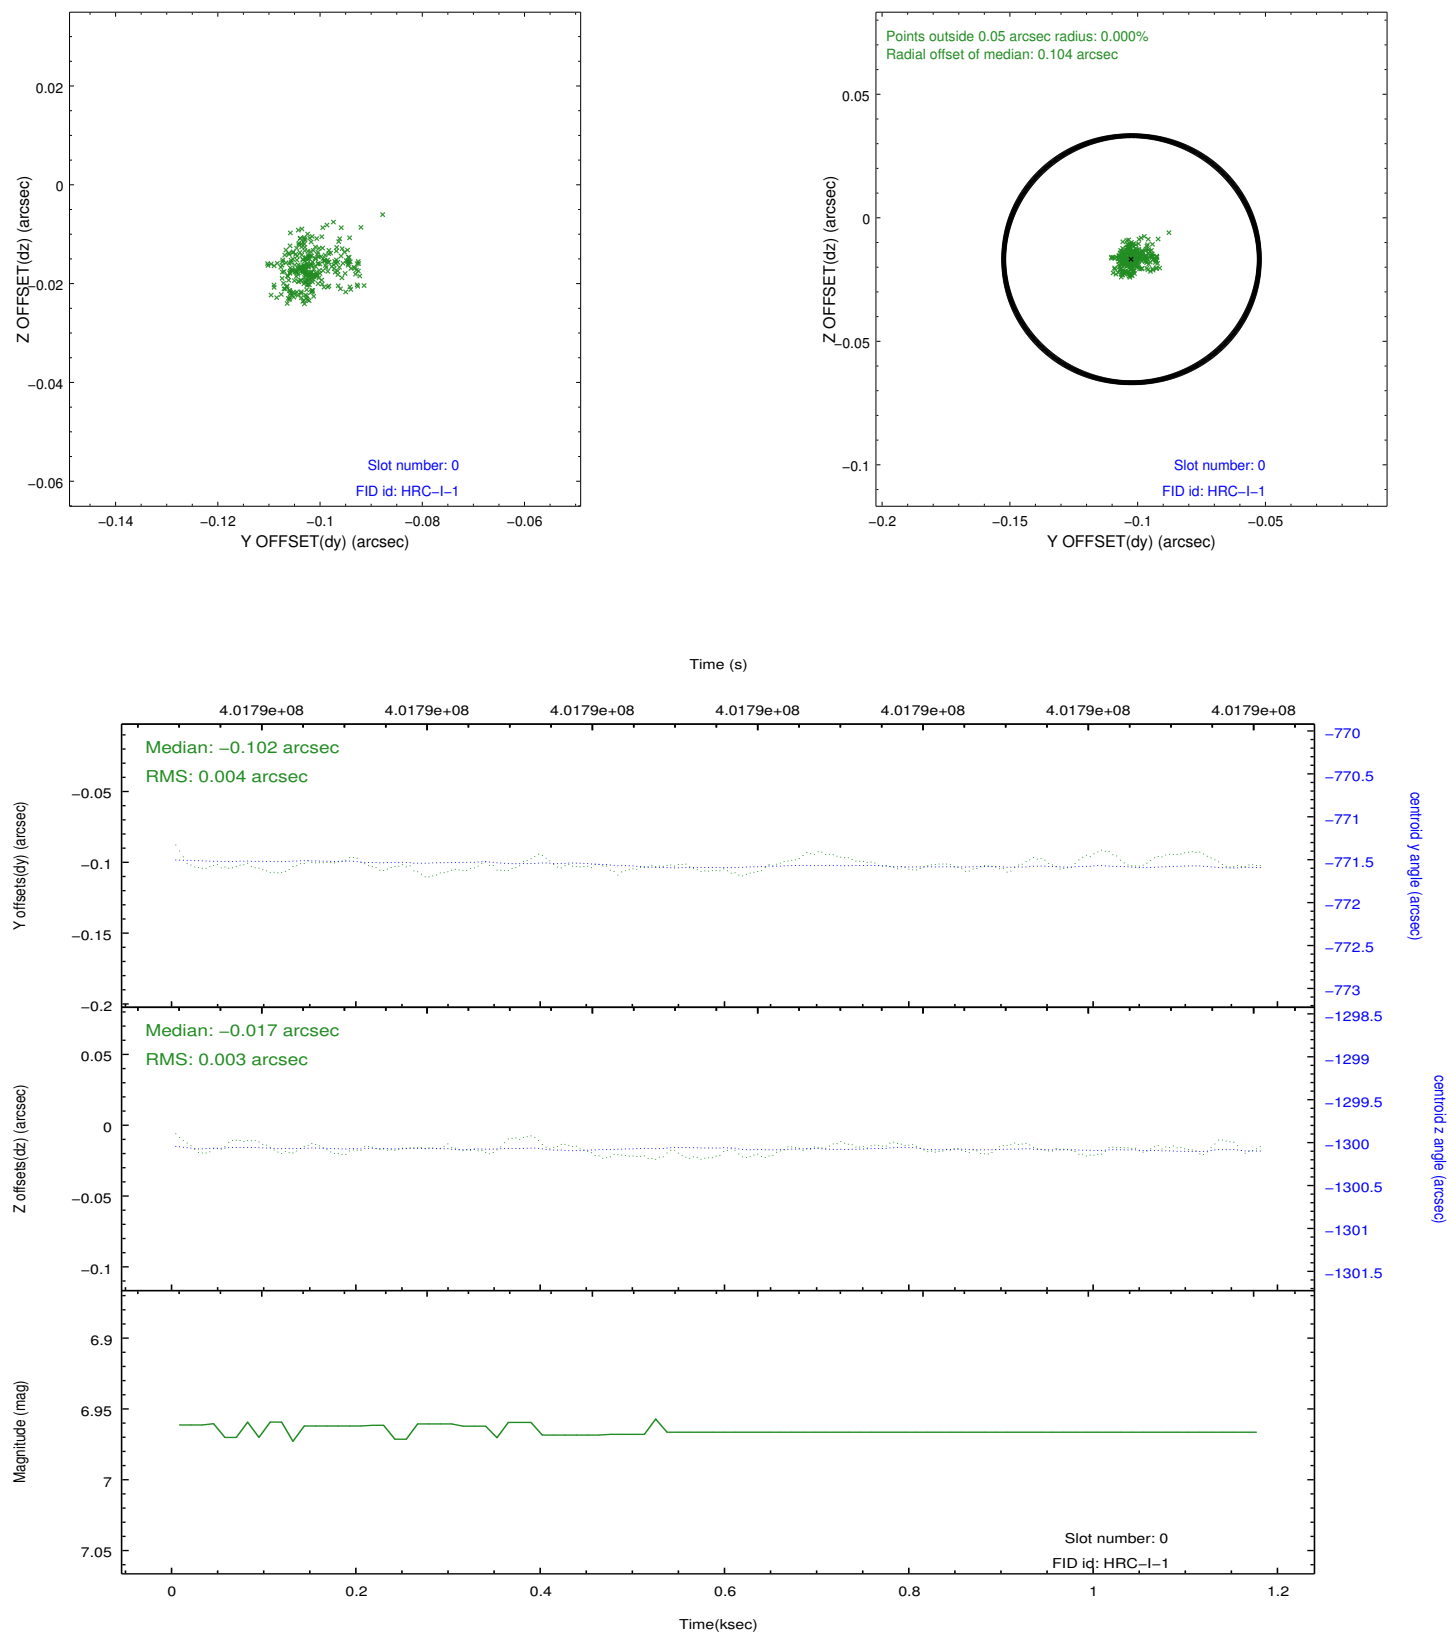 0.02
0
−0.02
−0.04
−0.06
Z OFFSET(dz) (arcsec)
Slot number: 0
FID id: HRC−I−1
−0.14
−0.12
−0.1
−0.08
−0.06
Y OFFSET(dy) (arcsec)
Points outside 0.05 arcsec radius: 0.000%
Radial offset of median: 0.104 arcsec
0.05
0
−0.05
−0.1
Z OFFSET(dz) (arcsec)
Slot number: 0
FID id: HRC−I−1
−0.2
−0.15
−0.1
−0.05
Y OFFSET(dy) (arcsec)
Time (s)
4.0179e+08
4.0179e+08
4.0179e+08
4.0179e+08
4.0179e+08
4.0179e+08
4.0179e+08
Median: −0.102 arcsec
RMS: 0.004 arcsec
−0.05
−0.1
−0.15
−0.2
Y offsets(dy) (arcsec)
−770
−770.5
−771
−771.5
−772
−772.5
−773
centroid y angle (arcsec)
Median: −0.017 arcsec
RMS: 0.003 arcsec
0.05
0
−0.05
−0.1
Z offsets(dz) (arcsec)
−1298.5
−1299
−1299.5
−1300
−1300.5
−1301
−1301.5
centroid z angle (arcsec)
6.9
6.95
7
7.05
Magnitude (mag)
Slot number: 0
FID id: HRC−I−1
0
0.2
0.4
0.6
0.8
1
1.2
Time(ksec)